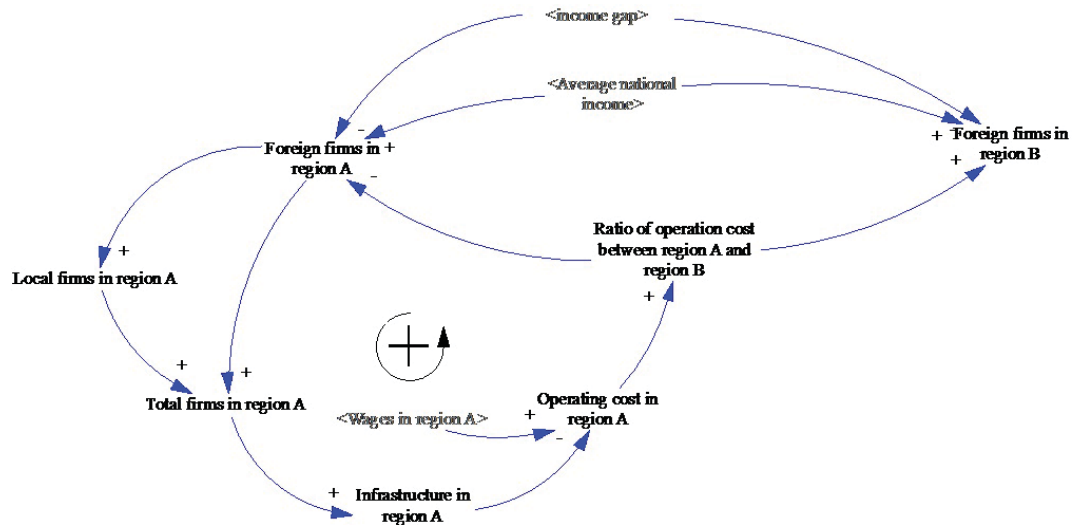 <income gap>
<Average national
income>
-
+
Foreign firms in
region A
-
+ -
Foreign firms in
region B
+
Ratio of operation cost
between region A and
region B
+
Local firms in region A
+
+
+
+
Total firms in region A
Operating cost in
region A
<Wages in region A>
+
-
+
Infrastructure in
region A